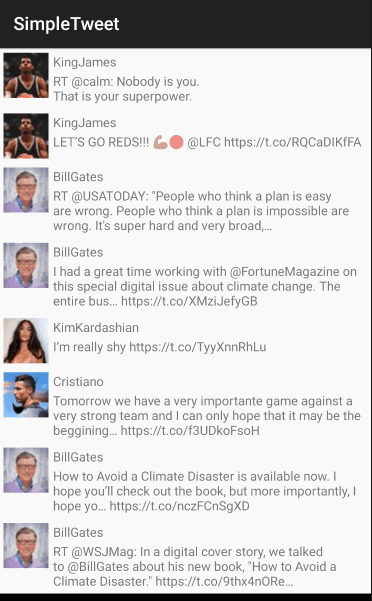 SimpleTweet
KingJames
RT @calm: Nobody is you.
That is your superpower.
KingJames
LET'S GO REDS!!! 💪🏽🔴 @LFC https://t.co/RQCaDIKfFA
BillGates
RT @USATODAY: "People who think a plan is easy
are wrong. People who think a plan is impossible are
wrong. It's super hard and very broad,…
BillGates
I had a great time working with @FortuneMagazine on
this special digital issue about climate change. The
entire bus… https://t.co/XMziJefyGB
KimKardashian
I'm really shy https://t.co/TyyXnnRhLu
Cristiano
Tomorrow we have a very importante game against a
very strong team and I can only hope that it may be the
beggining… https://t.co/f3UDkoFsoH
BillGates
How to Avoid a Climate Disaster is available now. I
hope you'll check out the book, but more importantly, I
hope yo… https://t.co/nczFCnSgXD
BillGates
RT @WSJMag: In a digital cover story, we talked
to @BillGates about his new book, "How to Avoid a
Climate Disaster." https://t.co/9thx4nORe…